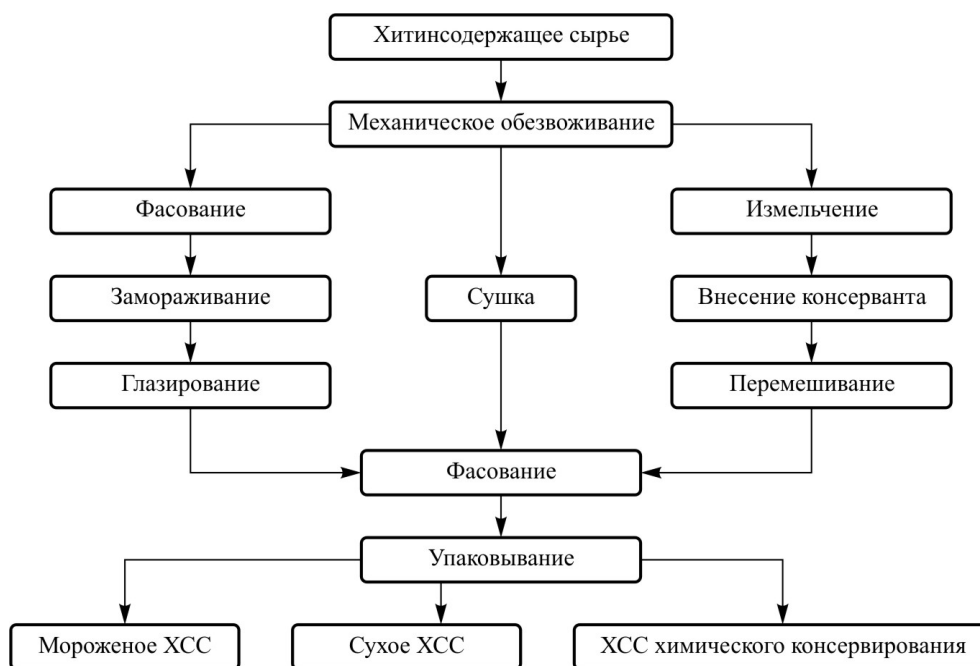 Хитинсодержащее сырье
Механическое обезвоживание
Фасование
Измельчение
Замораживание
Сушка
Внесение консерванта
Глазирование
Перемешивание
Фасование
Упаковывание
Мороженое ХСС
Сухое ХСС
ХСС химического консервирования